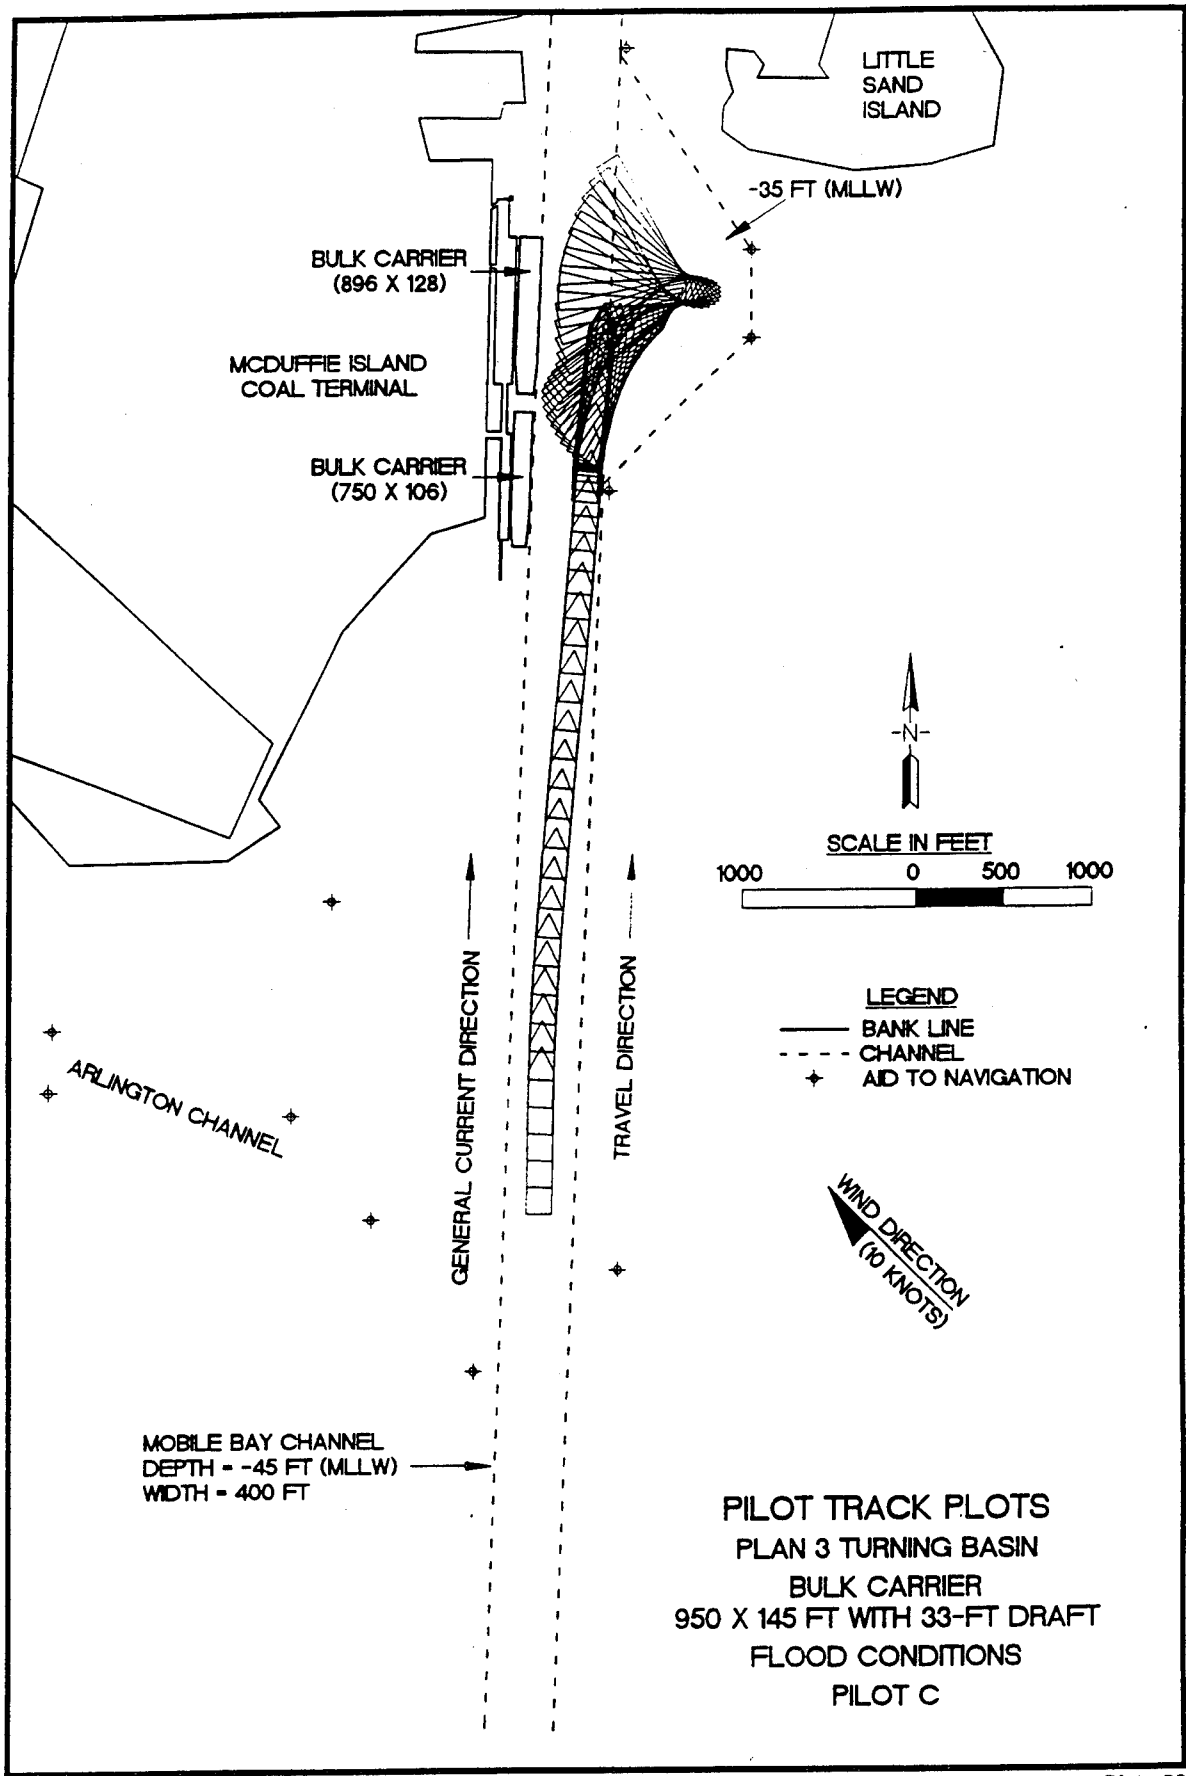 LITTLE
SAND
ISLAND
-35 FT (MLLW)
BULK CARRIER
(896 X 128)
MCDUFFIE ISLAND
COAL TERMINAL
BULK CARRIER
(750 X 106)
-N-
SCALE IN FEET
1000 0 500 1000
GENERAL CURRENT DIRECTION
TRAVEL DIRECTION
LEGEND
BANK LINE
CHANNEL
AID TO NAVIGATION
ARLINGTON CHANNEL
WIND DIRECTION
(10 KNOTS)
MOBILE BAY CHANNEL
DEPTH = -45 FT (MLLW)
WIDTH = 400 FT
PILOT TRACK PLOTS
PLAN 3 TURNING BASIN
BULK CARRIER
950 X 145 FT WITH 33-FT DRAFT
FLOOD CONDITIONS
PILOT C